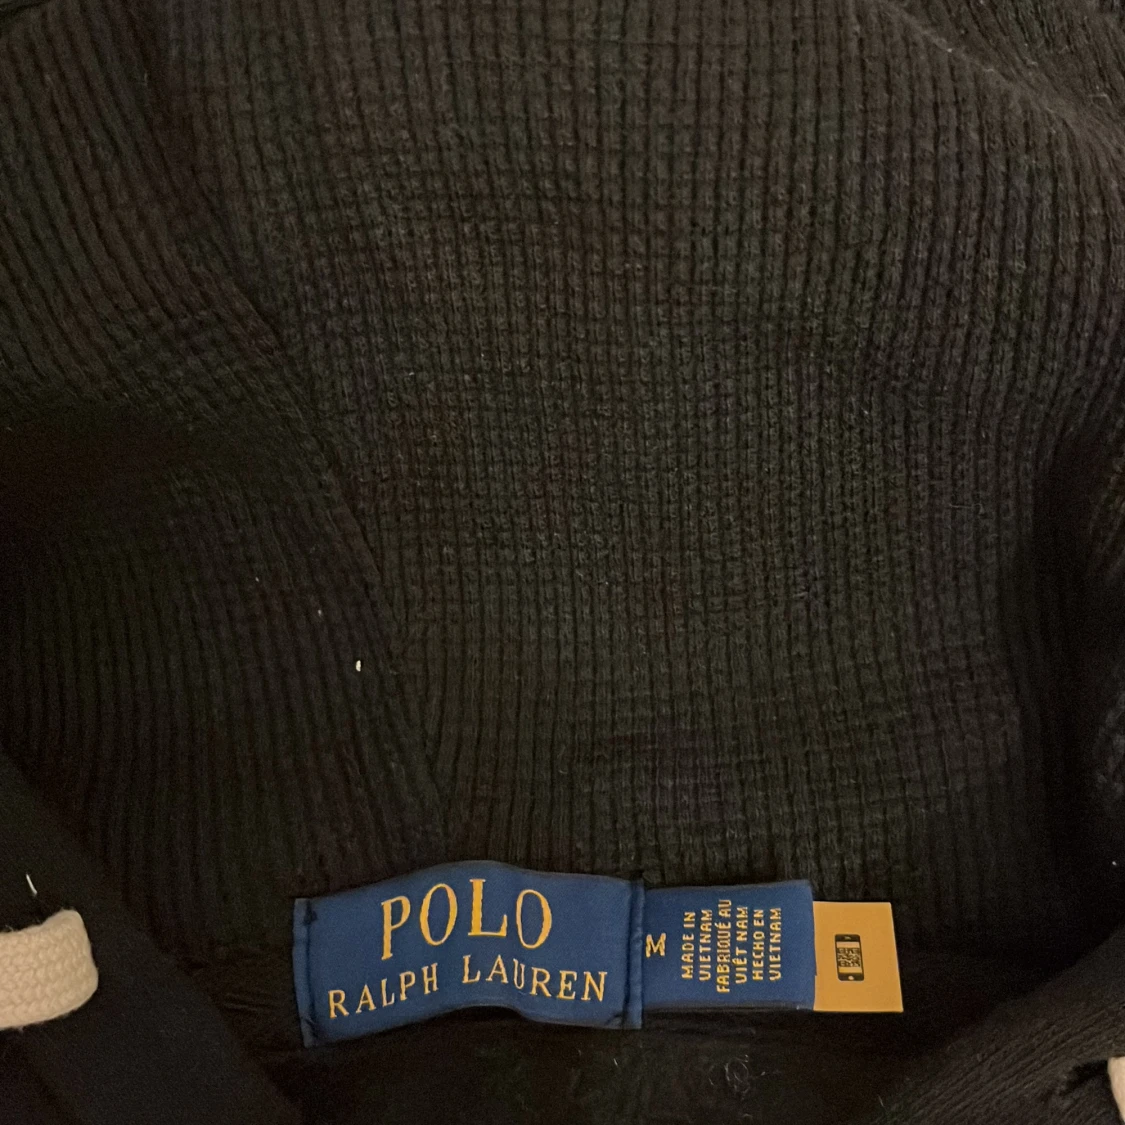 POLO
RALPH LAUREN
M
MADE IN
VIETNAM
FABRIQUÉ AU
VIÊT NAM
HECHO EN
VIETNAM